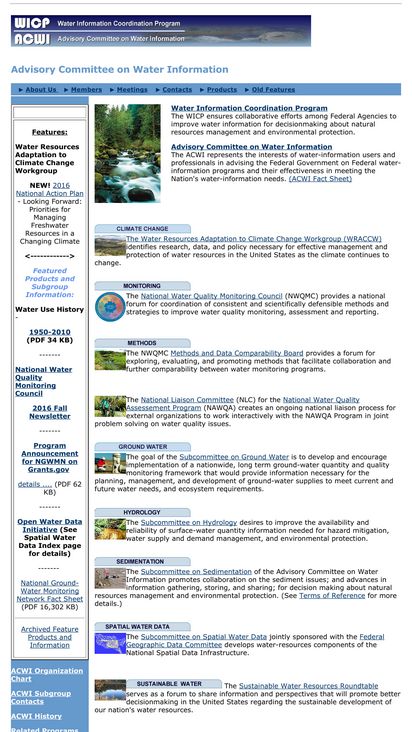 WICP Water Information Coordination Program
ACWI Advisory Committee on Water Information
Advisory Committee on Water Information
► About Us ► Members ► Meetings ► Contacts ► Products ► Old Features
Features:
Water Resources
Adaptation to
Climate Change
Workgroup
NEW! 2016
National Action Plan
- Looking Forward:
Priorities for
Managing
Freshwater
Resources in a
Changing Climate
<------------>
Featured
Products and
Subgroup
Information:
Water Use History
-
1950-2010
(PDF 34 KB)
-------
National Water
Quality
Monitoring
Council
2016 Fall
Newsletter
-------
Program
Announcement
for NGWMN on
Grants.gov
details .... (PDF 62
KB)
-------
Open Water Data
Initiative (See
Spatial Water
Data Index page
for details)
-------
National Ground-
Water Monitoring
Network Fact Sheet
(PDF 16,302 KB)
Archived Feature
Products and
Information
ACWI Organization
Chart
ACWI Subgroup
Contacts
ACWI History
Related Programs
Water Information Coordination Program
The WICP ensures collaborative efforts among Federal Agencies to
improve water information for decisionmaking about natural
resources management and environmental protection.
Advisory Committee on Water Information
The ACWI represents the interests of water-information users and
professionals in advising the Federal Government on Federal water-
information programs and their effectiveness in meeting the
Nation's water-information needs. (ACWI Fact Sheet)
CLIMATE CHANGE
The Water Resources Adaptation to Climate Change Workgroup (WRACCW)
identifies research, data, and policy necessary for effective management and
protection of water resources in the United States as the climate continues to
change.
MONITORING
The National Water Quality Monitoring Council (NWQMC) provides a national
forum for coordination of consistent and scientifically defensible methods and
strategies to improve water quality monitoring, assessment and reporting.
METHODS
The NWQMC Methods and Data Comparability Board provides a forum for
exploring, evaluating, and promoting methods that facilitate collaboration and
further comparability between water monitoring programs.
The National Liaison Committee (NLC) for the National Water Quality
Assessment Program (NAWQA) creates an ongoing national liaison process for
external organizations to work interactively with the NAWQA Program in joint
problem solving on water quality issues.
GROUND WATER
The goal of the Subcommittee on Ground Water is to develop and encourage
implementation of a nationwide, long term ground-water quantity and quality
monitoring framework that would provide information necessary for the
planning, management, and development of ground-water supplies to meet current and
future water needs, and ecosystem requirements.
HYDROLOGY
The Subcommittee on Hydrology desires to improve the availability and
reliability of surface-water quantity information needed for hazard mitigation,
water supply and demand management, and environmental protection.
SEDIMENTATION
The Subcommittee on Sedimentation of the Advisory Committee on Water
Information promotes collaboration on the sediment issues; and advances in
information gathering, storing, and sharing; for decision making about natural
resources management and environmental protection. (See Terms of Reference for more
details.)
SPATIAL WATER DATA
The Subcommittee on Spatial Water Data jointly sponsored with the Federal
Geographic Data Committee develops water-resources components of the
National Spatial Data Infrastructure.
SUSTAINABLE WATER The Sustainable Water Resources Roundtable
serves as a forum to share information and perspectives that will promote better
decisionmaking in the United States regarding the sustainable development
of our nation's water resources.